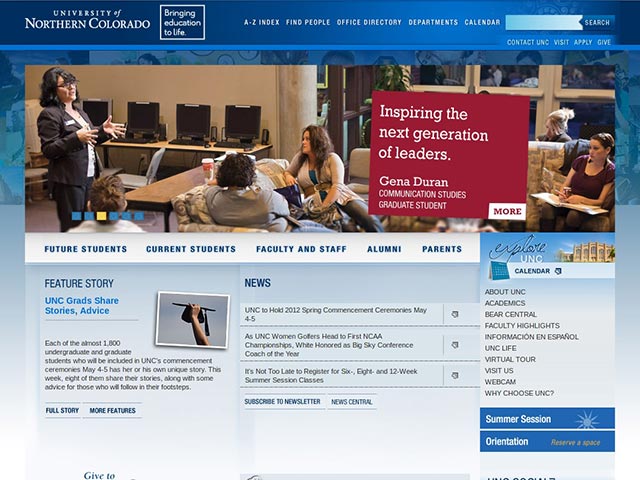 UNIVERSITY of
NORTHERN COLORADO
Bringing
education
to life.
A-Z INDEX FIND PEOPLE OFFICE DIRECTORY DEPARTMENTS CALENDAR
SEARCH
CONTACT UNC VISIT APPLY GIVE
Inspiring the
next generation
of leaders.
Gena Duran
COMMUNICATION STUDIES
GRADUATE STUDENT
MORE
FUTURE STUDENTS CURRENT STUDENTS FACULTY AND STAFF ALUMNI PARENTS
explore
UNC
CALENDAR
FEATURE STORY
UNC Grads Share
Stories, Advice
Each of the almost 1,800
undergraduate and graduate
students who will be included in UNC's commencement
ceremonies May 4-5 has her or his own unique story. This
week, eight of them share their stories, along with some
advice for those who will follow in their footsteps.
FULL STORY MORE FEATURES
NEWS
UNC to Hold 2012 Spring Commencement Ceremonies May
4-5
As UNC Women Golfers Head to First NCAA
Championships, White Honored as Big Sky Conference
Coach of the Year
It's Not Too Late to Register for Six-, Eight- and 12-Week
Summer Session Classes
SUBSCRIBE TO NEWSLETTER NEWS CENTRAL
ABOUT UNC
ACADEMICS
BEAR CENTRAL
FACULTY HIGHLIGHTS
INFORMACIÓN EN ESPAÑOL
UNC LIFE
VIRTUAL TOUR
VISIT US
WEBCAM
WHY CHOOSE UNC?
Summer Session
Orientation Reserve a space
Give to